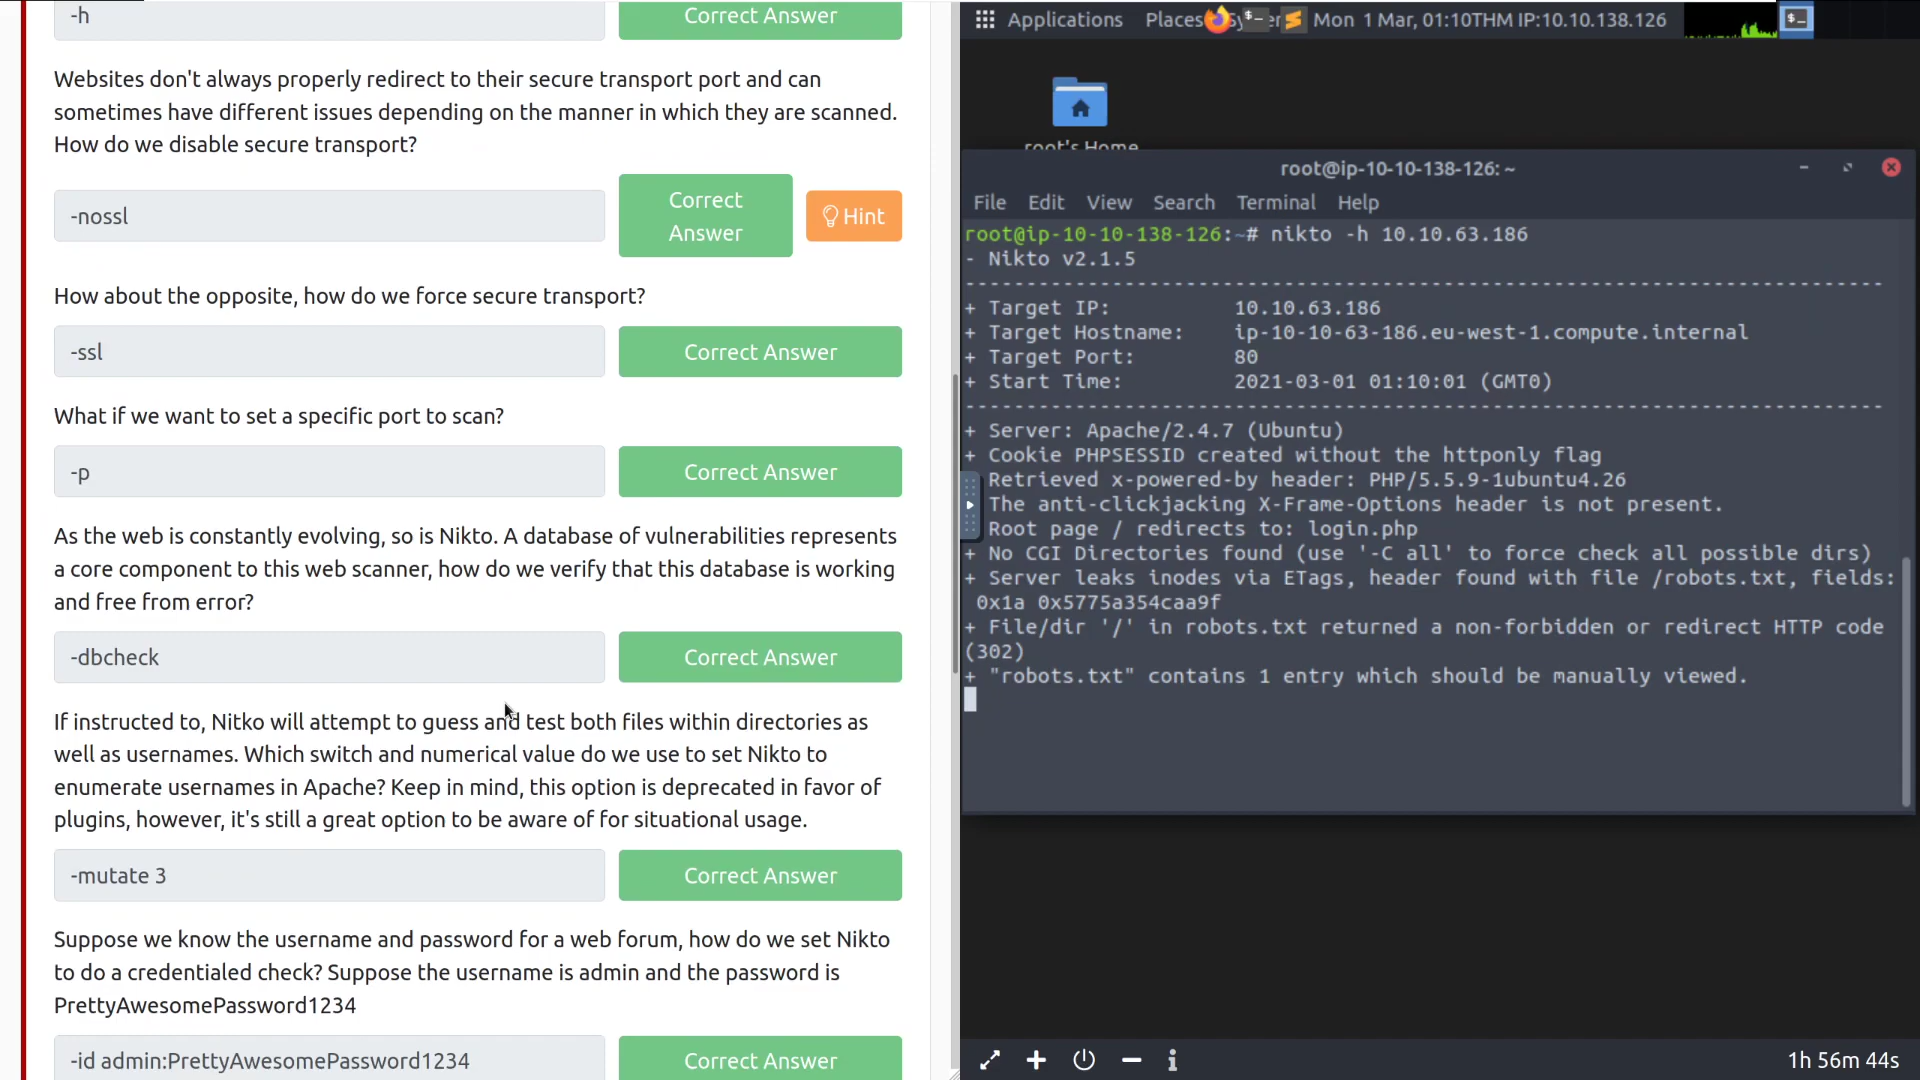 -h
Correct Answer
Websites don't always properly redirect to their secure transport port and can
sometimes have different issues depending on the manner in which they are scanned.
How do we disable secure transport?
-nossl
Correct
Answer
Hint
How about the opposite, how do we force secure transport?
-ssl
Correct Answer
What if we want to set a specific port to scan?
-p
Correct Answer
As the web is constantly evolving, so is Nikto. A database of vulnerabilities represents
a core component to this web scanner, how do we verify that this database is working
and free from error?
-dbcheck
Correct Answer
If instructed to, Nitko will attempt to guess and test both files within directories as
well as usernames. Which switch and numerical value do we use to set Nikto to
enumerate usernames in Apache? Keep in mind, this option is deprecated in favor of
plugins, however, it's still a great option to be aware of for situational usage.
-mutate 3
Correct Answer
Suppose we know the username and password for a web forum, how do we set Nikto
to do a credentialed check? Suppose the username is admin and the password is
PrettyAwesomePassword1234
-id admin:PrettyAwesomePassword1234
Correct Answer
Applications Places Mon 1 Mar, 01:10THM IP:10.10.138.126
root's Home
root@ip-10-10-138-126: ~
File Edit View Search Terminal Help
root@ip-10-10-138-126:~# nikto -h 10.10.63.186
- Nikto v2.1.5
---------------------------------------------------------------------------
+ Target IP: 10.10.63.186
+ Target Hostname: ip-10-10-63-186.eu-west-1.compute.internal
+ Target Port: 80
+ Start Time: 2021-03-01 01:10:01 (GMT0)
---------------------------------------------------------------------------
+ Server: Apache/2.4.7 (Ubuntu)
+ Cookie PHPSESSID created without the httponly flag
Retrieved x-powered-by header: PHP/5.5.9-1ubuntu4.26
The anti-clickjacking X-Frame-Options header is not present.
Root page / redirects to: login.php
+ No CGI Directories found (use '-C all' to force check all possible dirs)
+ Server leaks inodes via ETags, header found with file /robots.txt, fields:
0x1a 0x5775a354caa9f
+ File/dir '/' in robots.txt returned a non-forbidden or redirect HTTP code
(302)
+ "robots.txt" contains 1 entry which should be manually viewed.
1h 56m 44s